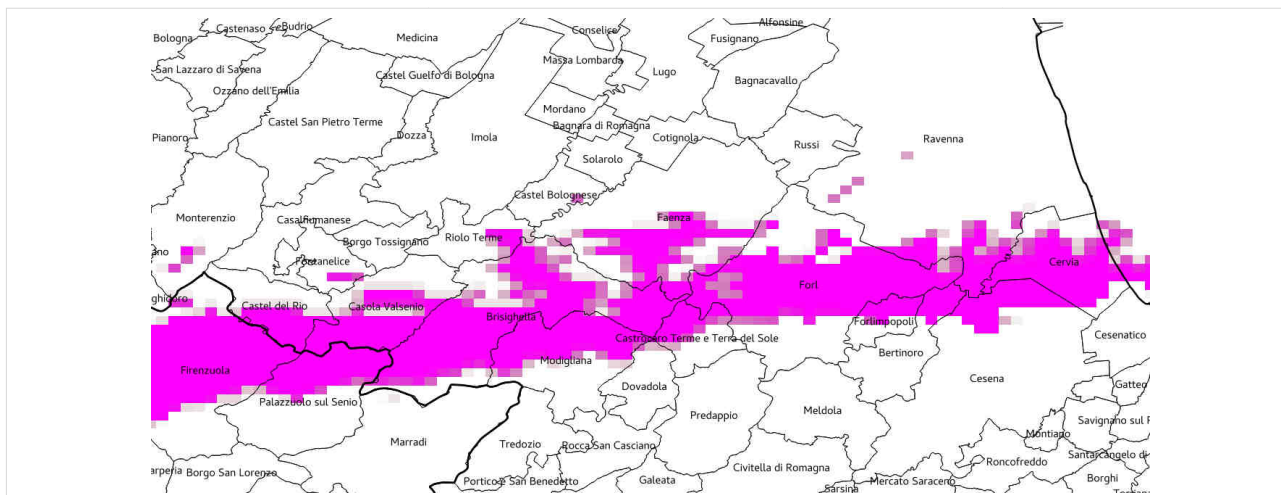 Alfonsine
Castenaso
Budrio
Conselice
Bologna
Medicina
Fusignano
Massa Lombarda
San Lazzaro di Savena
Castel Guelfo di Bologna
Lugo
Bagnacavallo
Ozzano dell'Emilia
Mordano
Castel San Pietro Terme
Bagnara di Romagna
Pianoro
Dozza
Imola
Cotignola
Ravenna
Russi
Solarolo
Castel Bolognese
Monterenzio
Casalfiumanese
Faenza
Riolo Terme
Borgo Tossignano
ano
Fontanelice
Cervia
Forl
ghidoro
Castel del Rio
Casola Valsenio
Brisighella
Forlimpopoli
Castrocaro Terme e Terra del Sole
Cesenatico
Bertinoro
Modigliana
Firenzuola
Cesena
Dovadola
Gatteo
Palazzuolo sul Senio
Meldola
Predappio
Savignano sul R
Montiano
Marradi
Tredozio
Rocca San Casciano
Santarcangelo di
Roncofreddo
Civitella di Romagna
arperia
Borgo San Lorenzo
Portico e San Benedetto
Galeata
Mercato Saraceno
Borghi
Sarsina